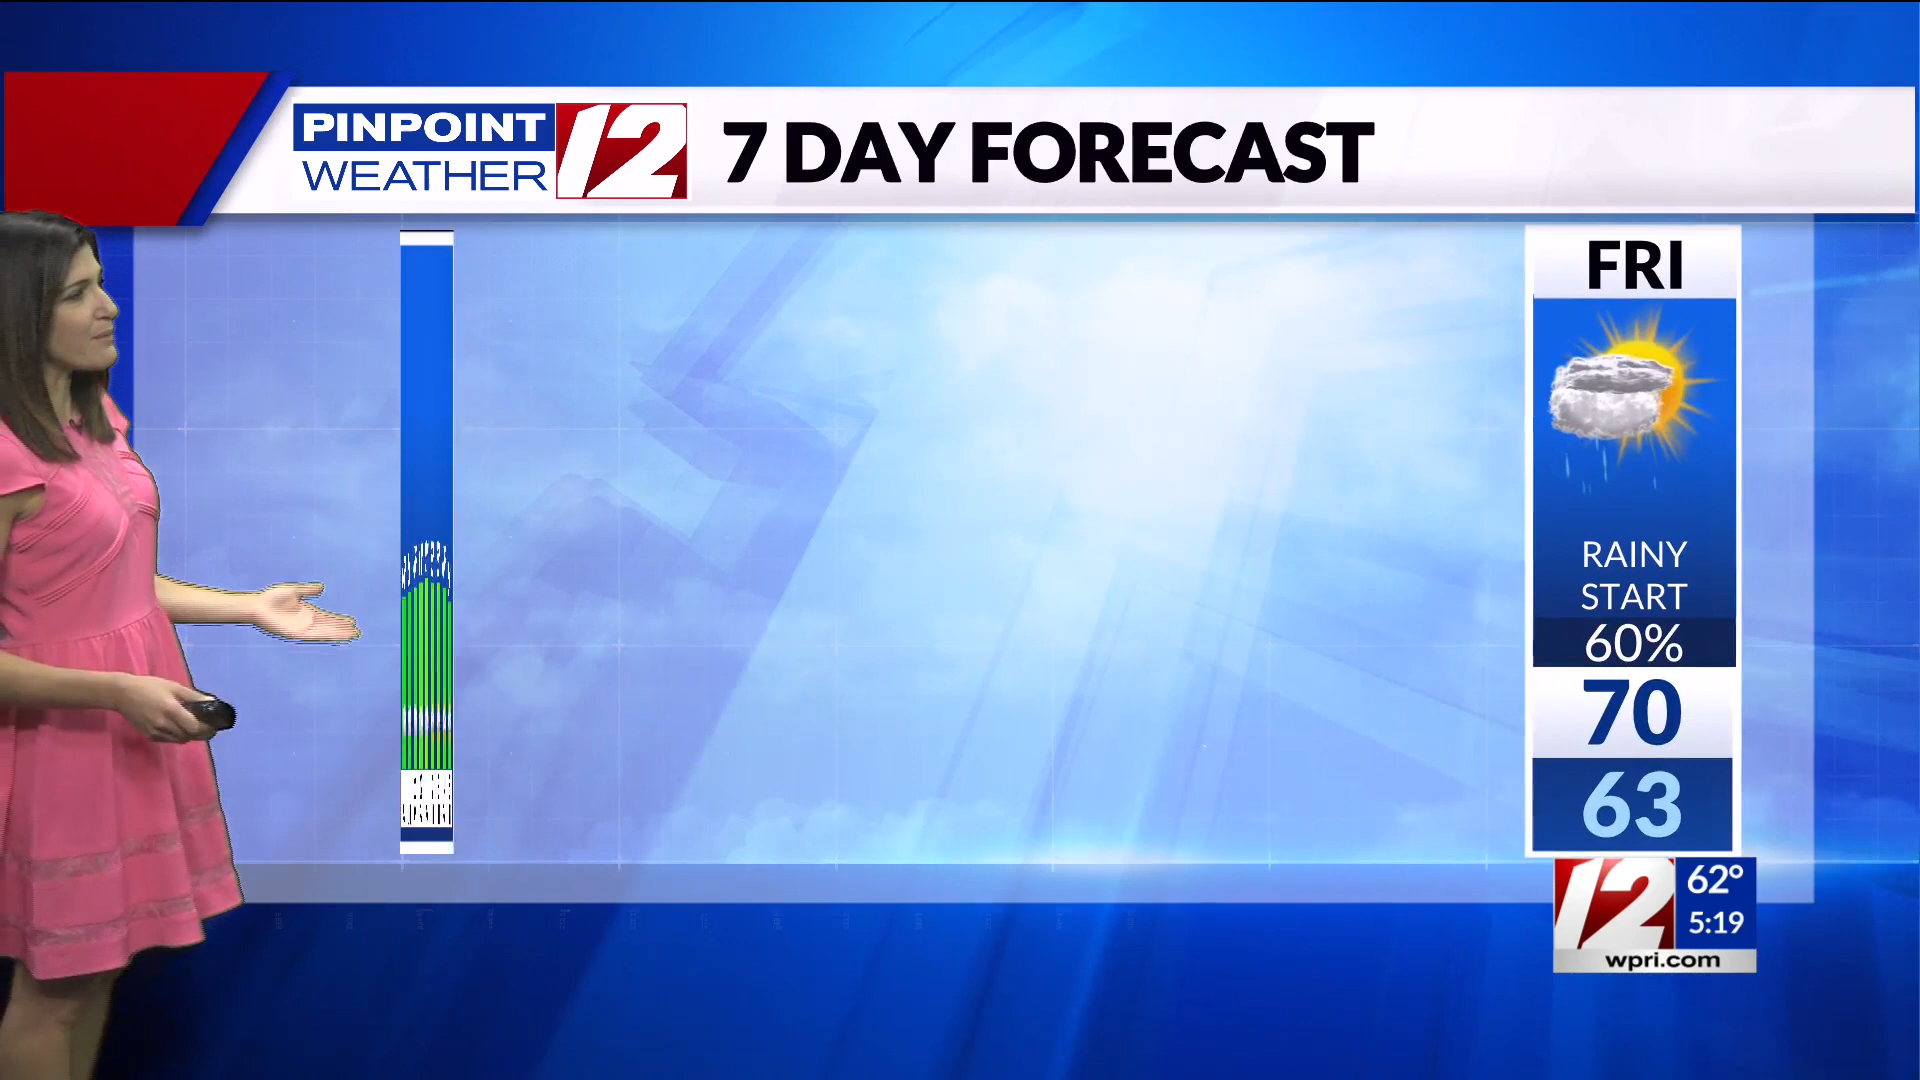 PINPOINT
WEATHER
12
7 DAY FORECAST
FRI
RAINY
START
60%
70
63
12
62°
5:19
wpri.com